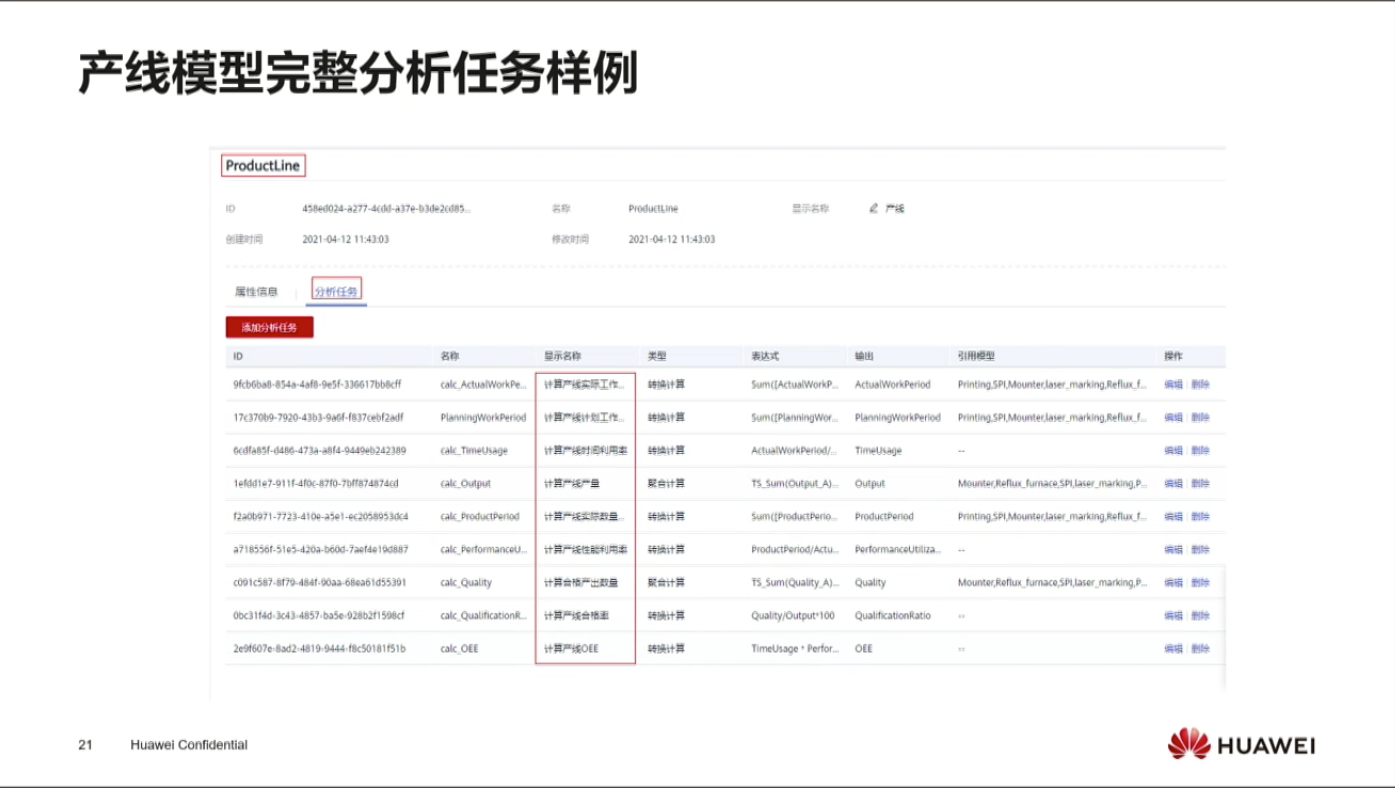 产线模型完整分析任务样例
ProductLine
ID 458ed024-a277-4cdd-a37e-b3de2cd85... 名称 ProductLine 显示名称 产线
创建时间 2021-04-12 11:43:03 修改时间 2021-04-12 11:43:03
属性信息 分析任务
添加分析任务
ID 名称 显示名称 类型 表达式 输出 引用模型 操作
9fcb6ba8-854a-4af8-9e5f-336617bb8cff calc_ActualWorkPe... 计算产线实际工作... 转换计算 Sum([ActualWorkP... ActualWorkPeriod Printing,SPI,Mounter,laser_marking,Reflux_f... 编辑 删除
17c370b9-7920-43b3-9a6f-f837cebf2adf PlanningWorkPeriod 计算产线计划工作... 转换计算 Sum([PlanningWor... PlanningWorkPeriod Printing,SPI,Mounter,laser_marking,Reflux_f... 编辑 删除
6cdfa85f-d486-473a-a8f4-9449eb242389 calc_TimeUsage 计算产线时间利用率 转换计算 ActualWorkPeriod/... TimeUsage -- 编辑 删除
1efdd1e7-911f-4f0c-87f0-7bff874874cd calc_Output 计算产线产量 聚合计算 TS_Sum(Output_A)... Output Mounter,Reflux_furnace,SPI,laser_marking,P... 编辑 删除
f2a0b971-7723-410e-a5e1-ec2058953dc4 calc_ProductPeriod 计算产线实际数量... 转换计算 Sum([ProductPerio... ProductPeriod Printing,SPI,Mounter,laser_marking,Reflux_f... 编辑 删除
a718556f-51e5-420a-b60d-7aef4e19d887 calc_PerformanceU... 计算产线性能利用率 转换计算 ProductPeriod/Actu... PerformanceUtiliza... -- 编辑 删除
c091c587-8f79-484f-90aa-68ea61d55391 calc_Quality 计算合格产出数量 聚合计算 TS_Sum(Quality_A)... Quality Mounter,Reflux_furnace,SPI,laser_marking,P... 编辑 删除
0bc31f4d-3c43-4857-ba5e-928b2f1598cf calc_QualificationR... 计算产线合格率 转换计算 Quality/Output*100 QualificationRatio -- 编辑 删除
2e9f607e-8ad2-4819-9444-f8c50181f51b calc_OEE 计算产线OEE 转换计算 TimeUsage * Perfor... OEE -- 编辑 删除
21 Huawei Confidential
HUAWEI